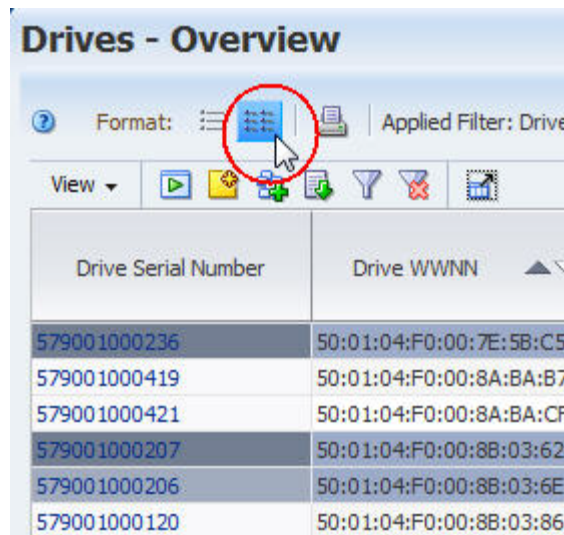 Drives - Overview
Format: Applied Filter: Drive
View
Drive Serial Number Drive WWNN
579001000236 50:01:04:F0:00:7E:5B:C5
579001000419 50:01:04:F0:00:8A:BA:B7
579001000421 50:01:04:F0:00:8A:BA:CF
579001000207 50:01:04:F0:00:8B:03:62
579001000206 50:01:04:F0:00:8B:03:6E
579001000120 50:01:04:F0:00:8B:03:86